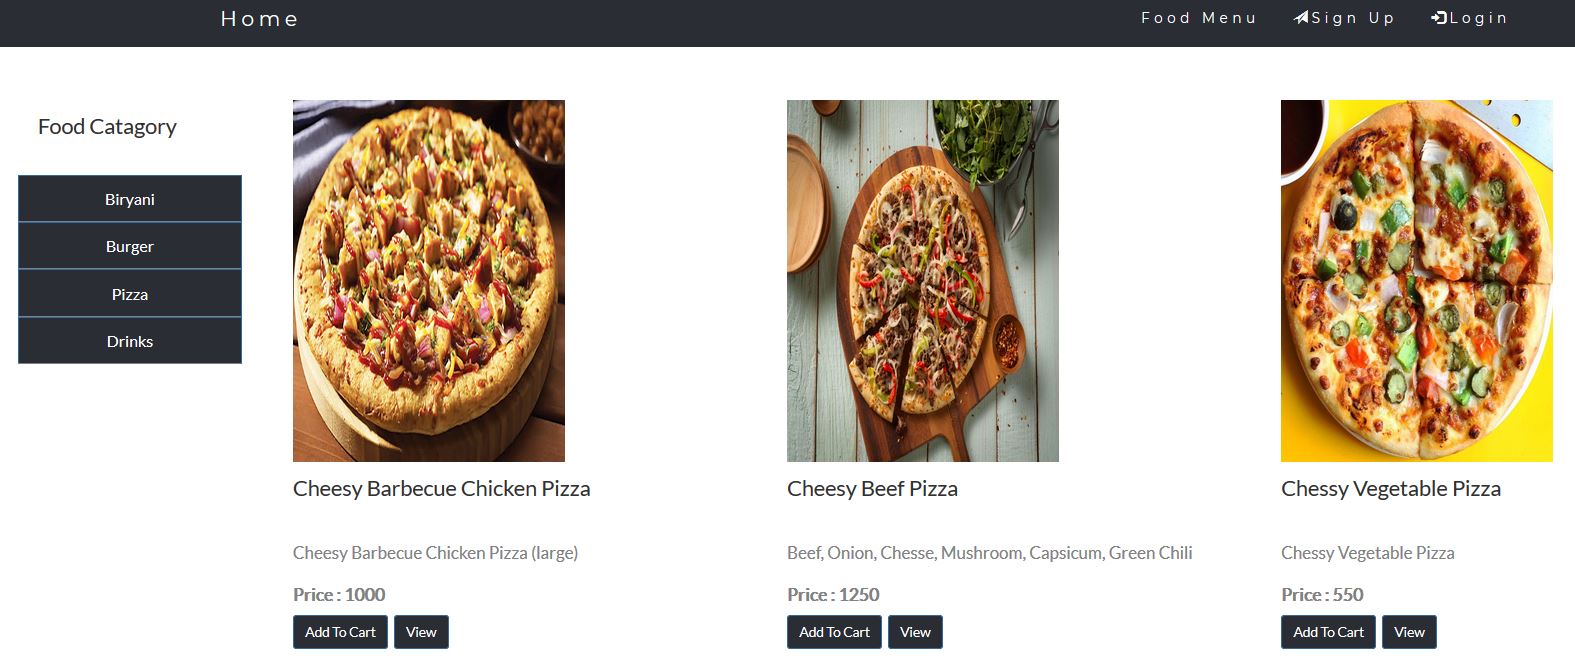 Home
Food Menu
Sign Up
Login
Food Catagory
Biryani
Burger
Pizza
Drinks
Cheesy Barbecue Chicken Pizza
Cheesy Barbecue Chicken Pizza (large)
Price : 1000
Add To Cart
View
Cheesy Beef Pizza
Beef, Onion, Chesse, Mushroom, Capsicum, Green Chili
Price : 1250
Add To Cart
View
Chessy Vegetable Pizza
Chessy Vegetable Pizza
Price : 550
Add To Cart
View